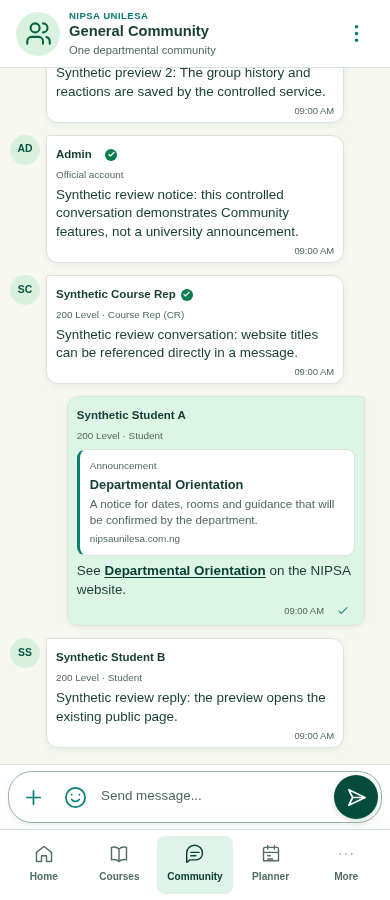 NIPSA UNILESA
General Community
One departmental community
Synthetic preview 2: The group history and
reactions are saved by the controlled service.
09:00 AM
AD
Admin
Official account
Synthetic review notice: this controlled
conversation demonstrates Community
features, not a university announcement.
09:00 AM
SC
Synthetic Course Rep
200 Level · Course Rep (CR)
Synthetic review conversation: website titles
can be referenced directly in a message.
09:00 AM
Synthetic Student A
200 Level · Student
Announcement
Departmental Orientation
A notice for dates, rooms and guidance that will
be confirmed by the department.
nipsaunilesa.com.ng
See Departmental Orientation on the NIPSA
website.
09:00 AM
SS
Synthetic Student B
200 Level · Student
Synthetic review reply: the preview opens the
existing public page.
09:00 AM
Send message...
Home
Courses
Community
Planner
More